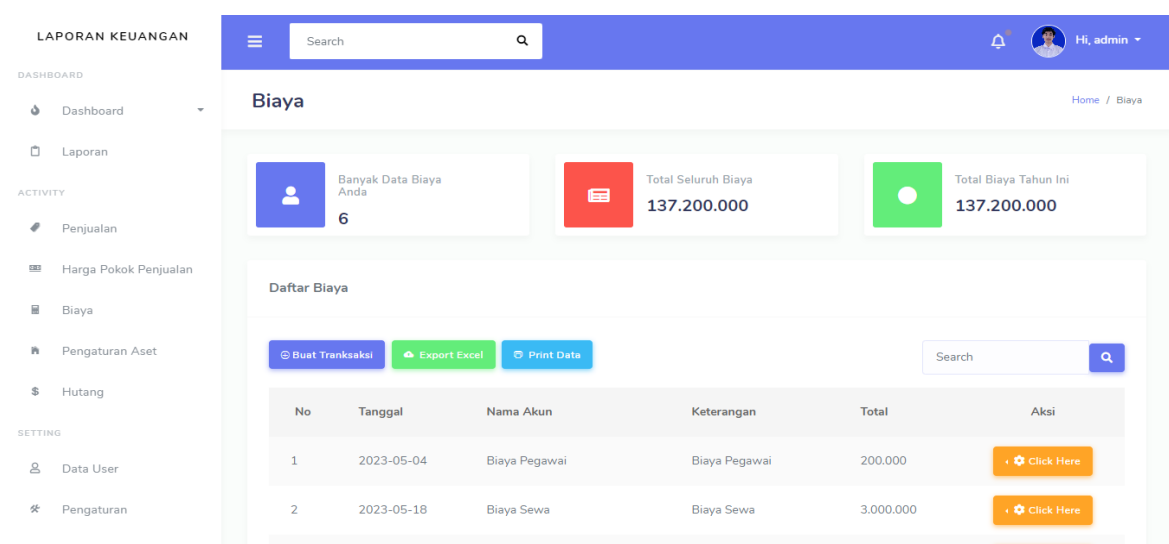 LAPORAN KEUANGAN
DASHBOARD
Dashboard
Laporan
ACTIVITY
Penjualan
Harga Pokok Penjualan
Biaya
Pengaturan Aset
Hutang
SETTING
Data User
Pengaturan
Search
Hi, admin
Biaya
Home / Biaya
Banyak Data Biaya
Anda
6
Total Seluruh Biaya
137.200.000
Total Biaya Tahun Ini
137.200.000
Daftar Biaya
Buat Tranksaksi Export Excel Print Data
Search
No Tanggal Nama Akun Keterangan Total Aksi
1 2023-05-04 Biaya Pegawai Biaya Pegawai 200.000 Click Here
2 2023-05-18 Biaya Sewa Biaya Sewa 3.000.000 Click Here